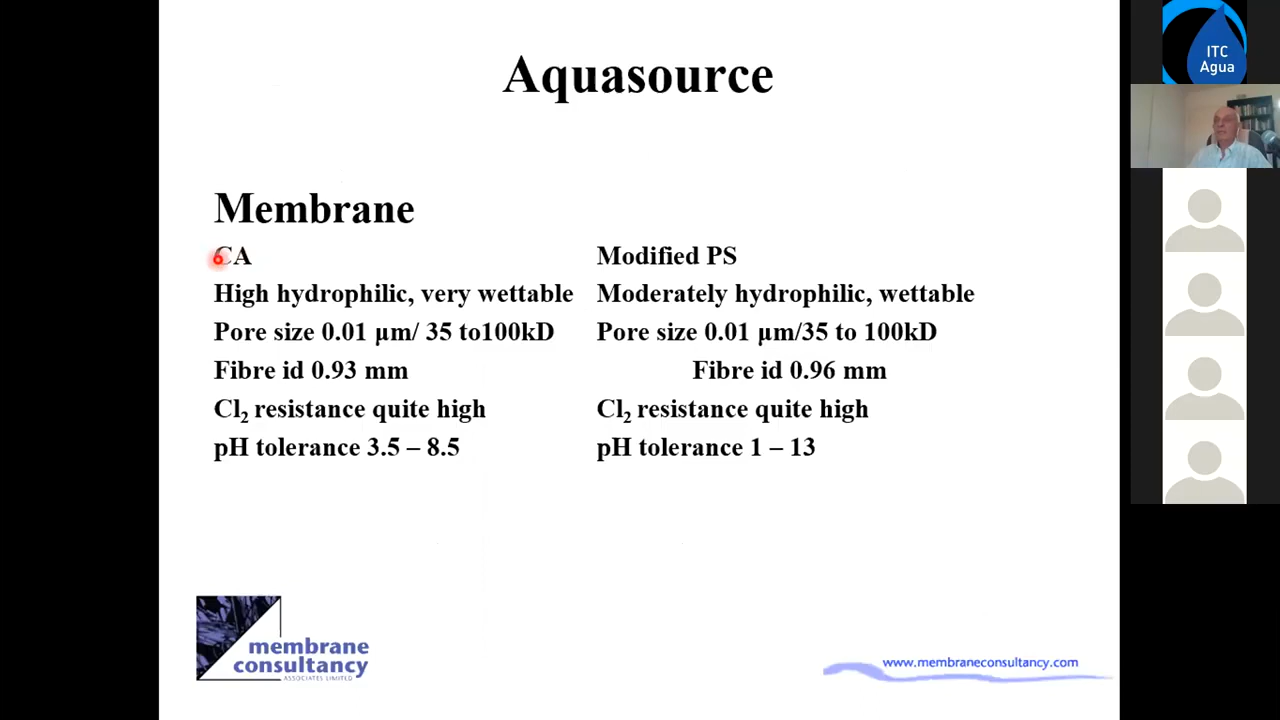 Aquasource
ITC
Agua
Membrane
CA
Modified PS
High hydrophilic, very wettable
Moderately hydrophilic, wettable
Pore size 0.01 μm/ 35 to100kD
Pore size 0.01 μm/35 to 100kD
Fibre id 0.93 mm
Fibre id 0.96 mm
Cl₂ resistance quite high
Cl₂ resistance quite high
pH tolerance 3.5 – 8.5
pH tolerance 1 – 13
membrane
consultancy
ASSOCIATES LIMITED
www.membraneconsultancy.com